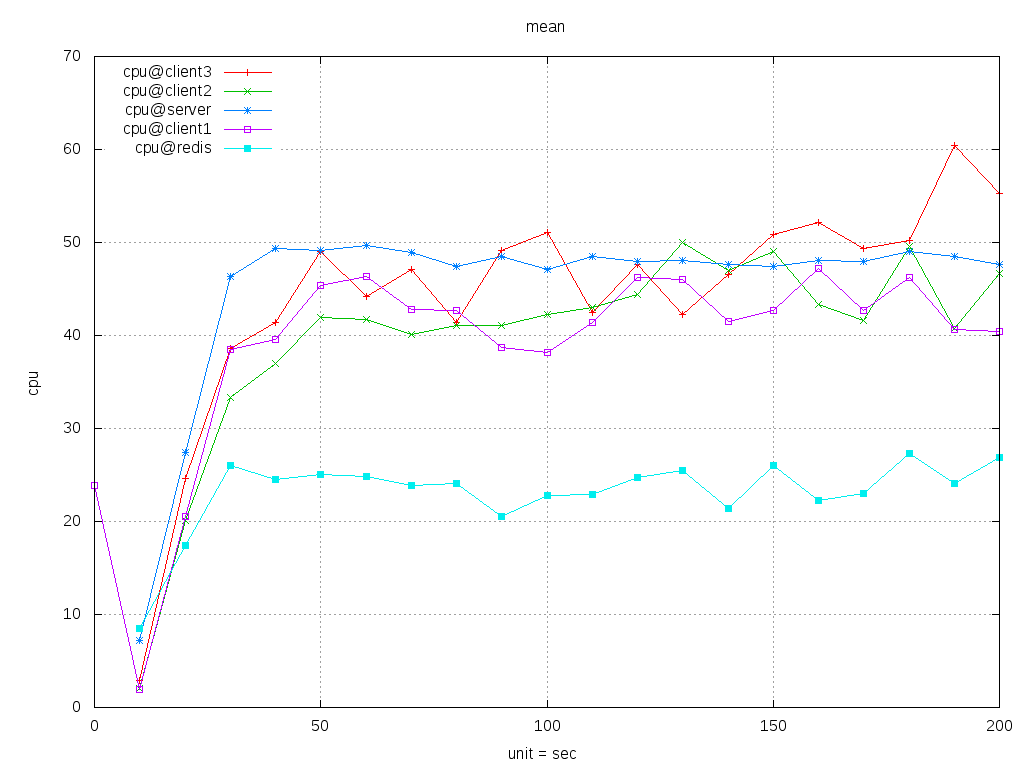 mean
70
60
50
40
30
20
10
0
cpu
cpu@client3
cpu@client2
cpu@server
cpu@client1
cpu@redis
0 50 100 150 200
unit = sec